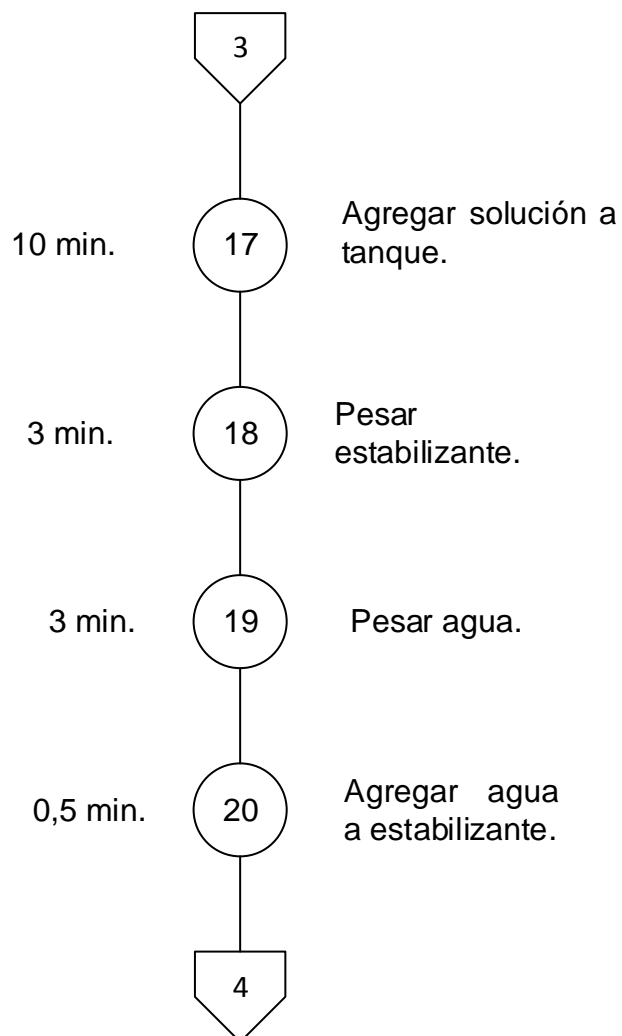 3
10 min.
17
Agregar solución a
tanque.
3 min.
18
Pesar
estabilizante.
3 min.
19
Pesar agua.
0,5 min.
20
Agregar agua
a estabilizante.
4